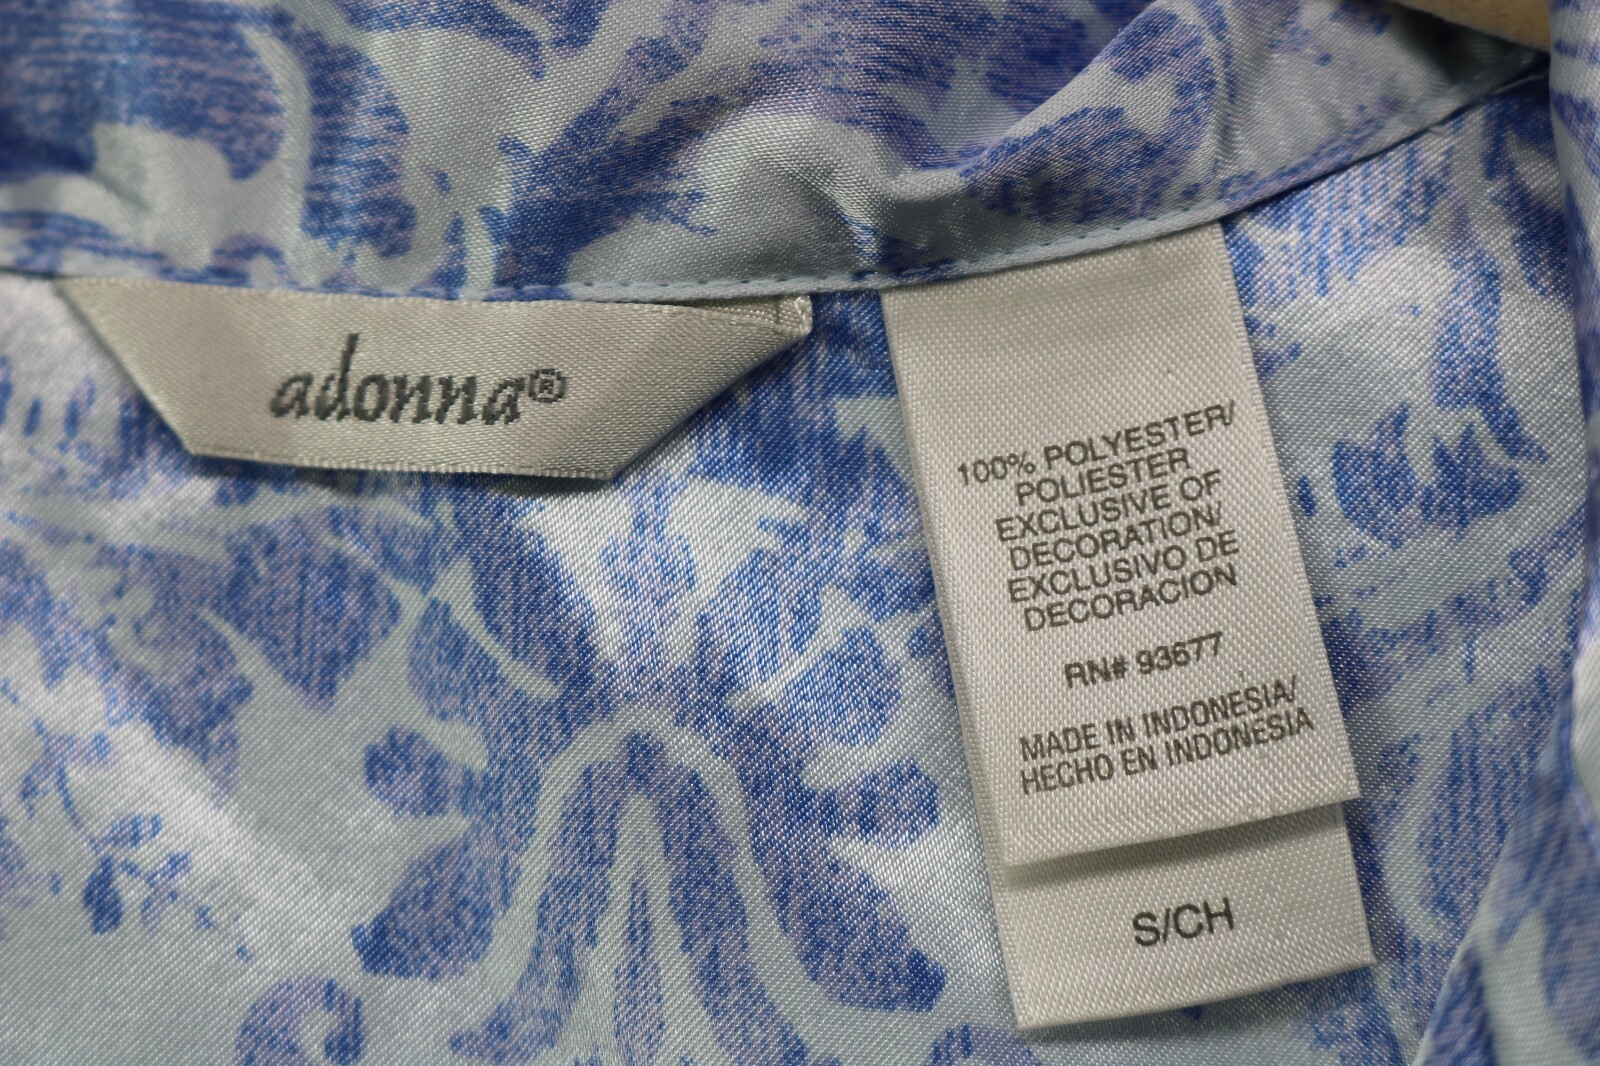 adonna®
100% POLYESTER/
POLIESTER
EXCLUSIVE OF
DECORATION/
EXCLUSIVO DE
DECORACION
RN# 93677
MADE IN INDONESIA/
HECHO EN INDONESIA
S/CH